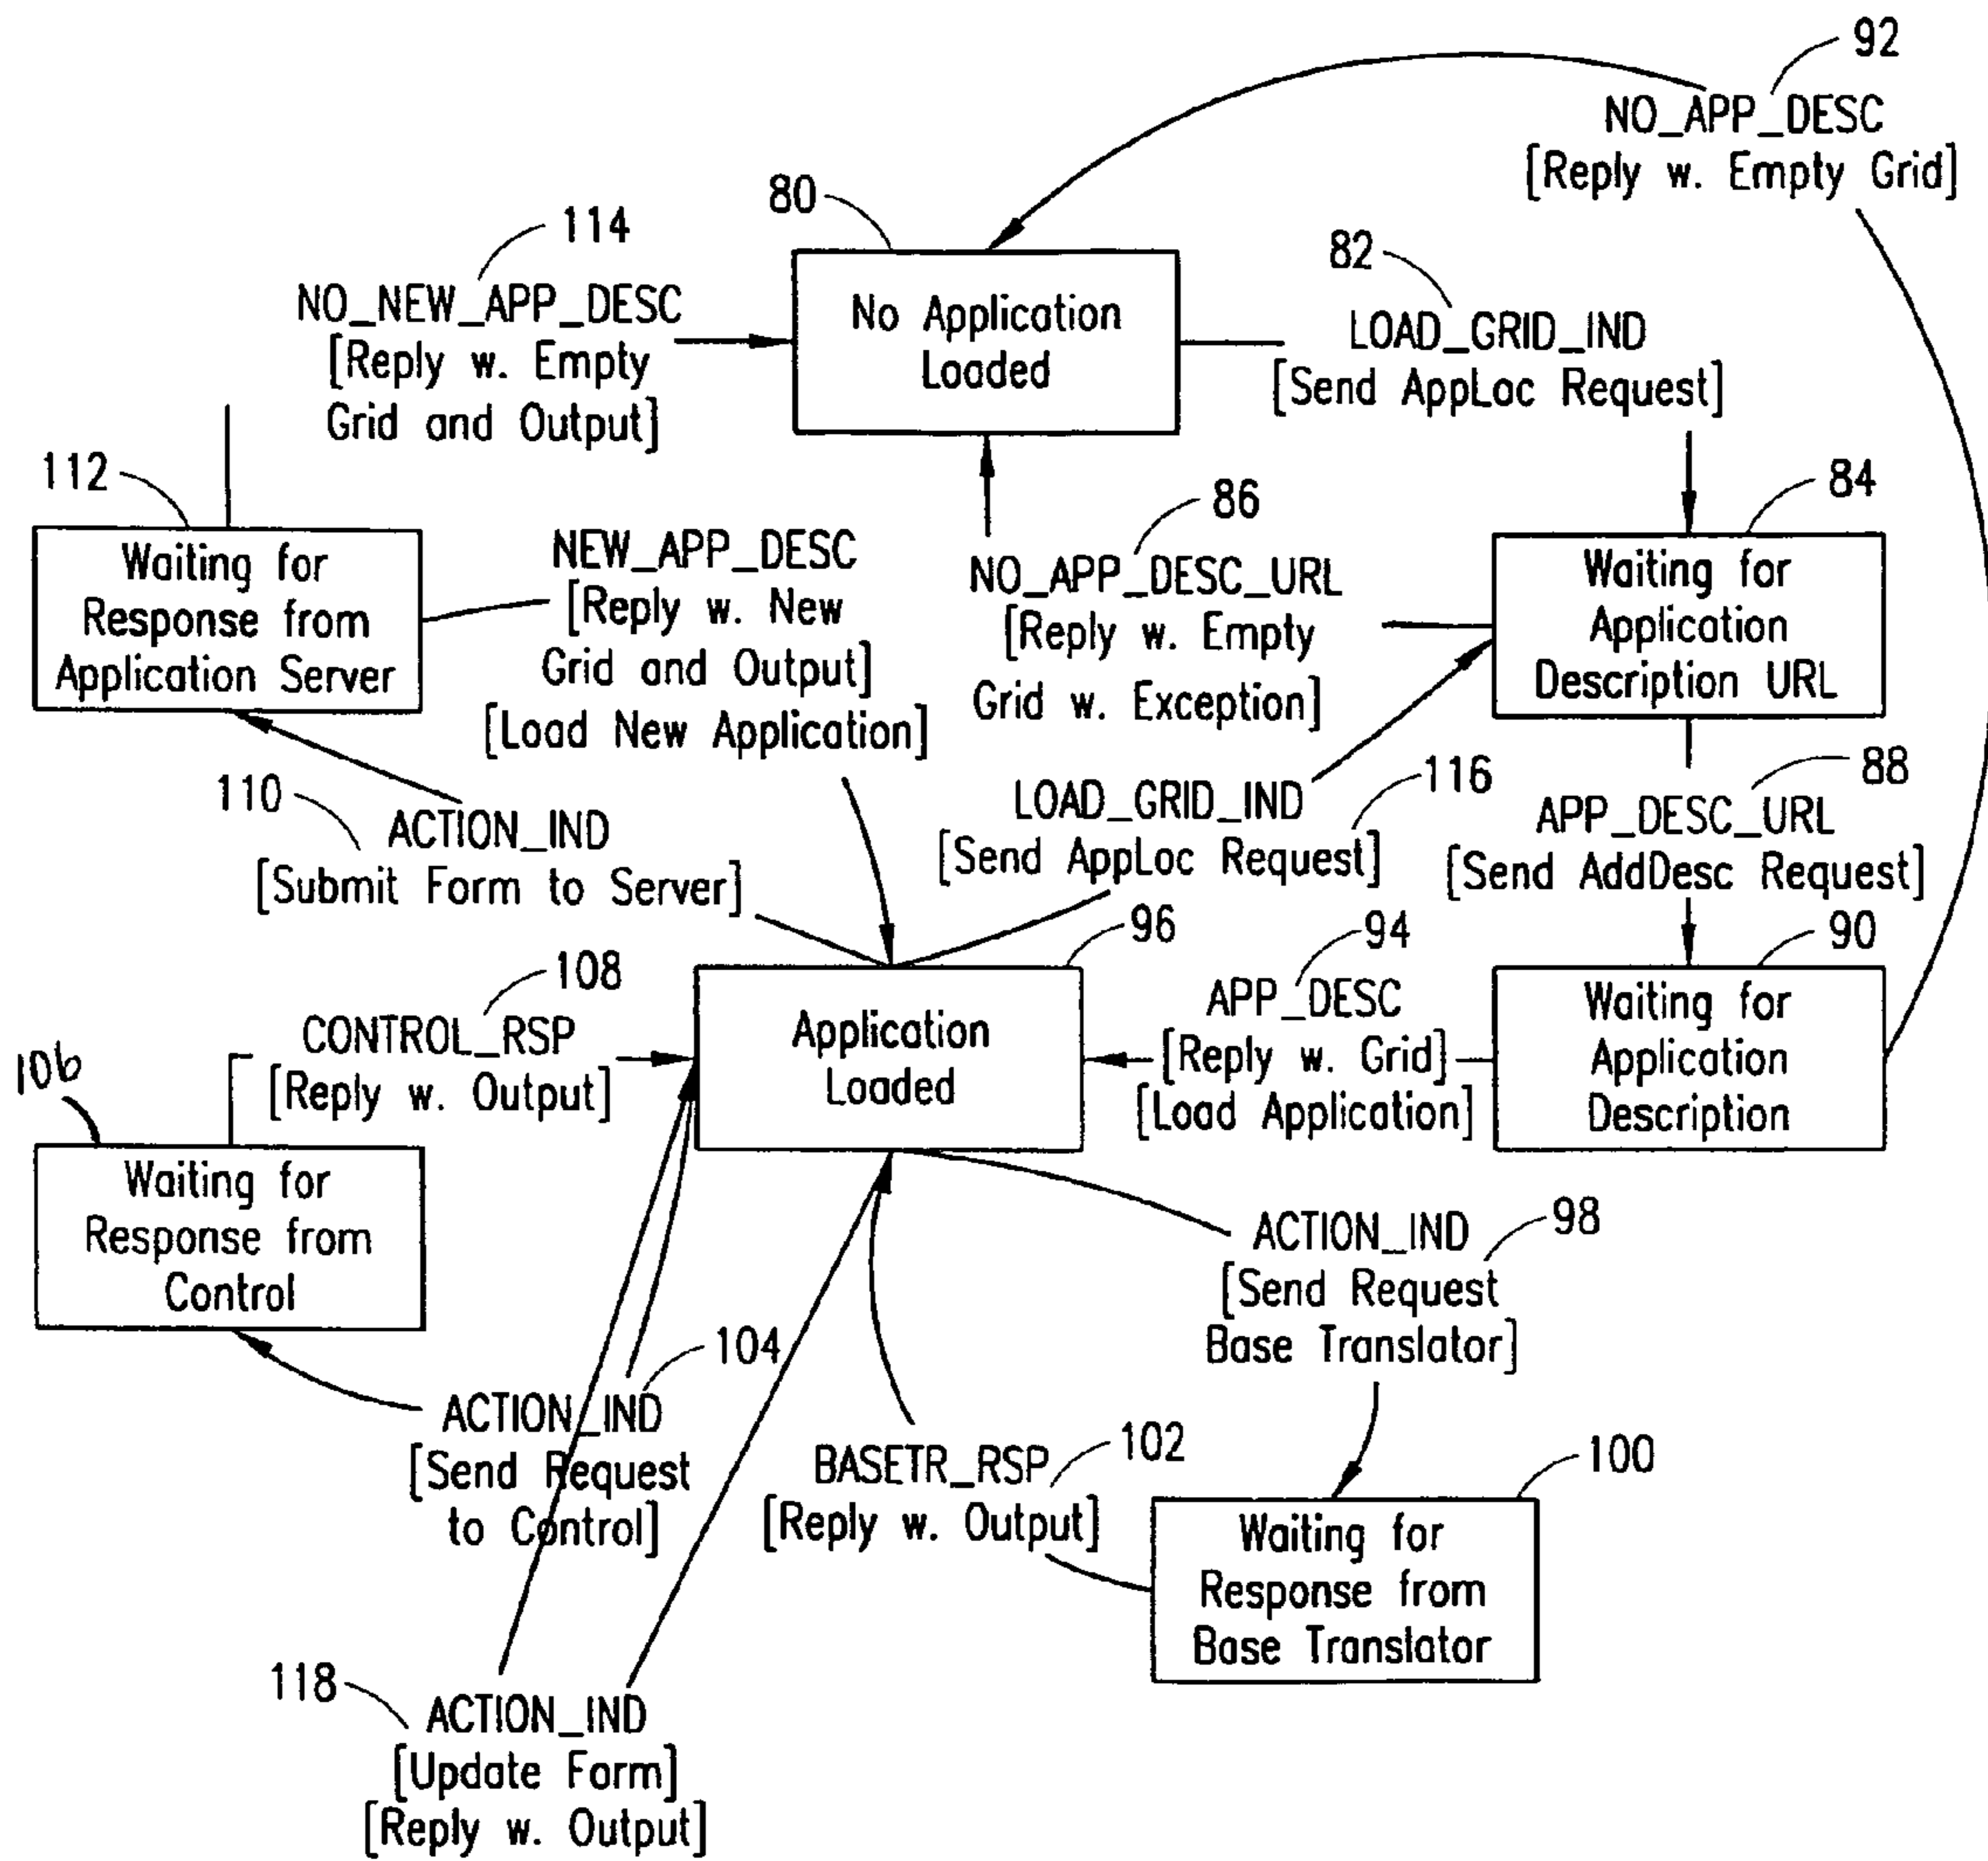 92
NO_APP_DESC
[Reply w. Empty Grid]
80
114
NO_NEW_APP_DESC
[Reply w. Empty
Grid and Output]
No Application
Loaded
82
LOAD_GRID_IND
[Send AppLoc Request]
112
Waiting for
Response from
Application Server
NEW_APP_DESC
[Reply w. New
Grid and Output]
[Load New Application]
86
NO_APP_DESC_URL
[Reply w. Empty
Grid w. Exception]
84
Waiting for
Application
Description URL
110
ACTION_IND
[Submit Form to Server]
LOAD_GRID_IND
116
[Send AppLoc Request]
88
APP_DESC_URL
[Send AddDesc Request]
108
CONTROL_RSP
[Reply w. Output]
96
Application
Loaded
94
APP_DESC
[Reply w. Grid]
[Load Application]
90
Waiting for
Application
Description
106
Waiting for
Response from
Control
98
ACTION_IND
[Send Request
Base Translator]
104
ACTION_IND
[Send Request
to Control]
102
BASETR_RSP
[Reply w. Output]
100
Waiting for
Response from
Base Translator
118
ACTION_IND
[Update Form]
[Reply w. Output]